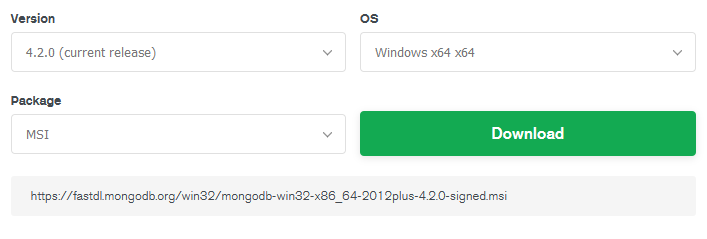 Version
OS
4.2.0 (current release)
Windows x64 x64
Package
MSI
Download
https://fastdl.mongodb.org/win32/mongodb-win32-x86_64-2012plus-4.2.0-signed.msi